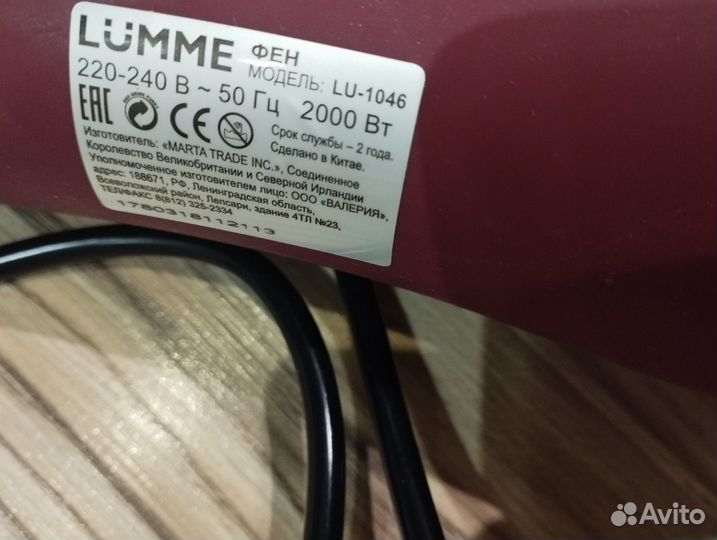 LÜMME ФЕН
МОДЕЛЬ: LU-1046
220-240 В ~ 50 Гц 2000 Вт
EAC CE
Срок службы – 2 года.
Сделано в Китае.
Изготовитель: «MARTA TRADE INC.», Соединенное
Королевство Великобритании и Северной Ирландии
Уполномоченное изготовителем лицо: ООО «ВАЛЕРИЯ»,
адрес: 188671, РФ, Ленинградская область,
Всеволожский район, Лепсари, здание 4ТЛ №23,
ТЕЛ/ФАКС 8(812) 325-2334
1780318112113
Avito